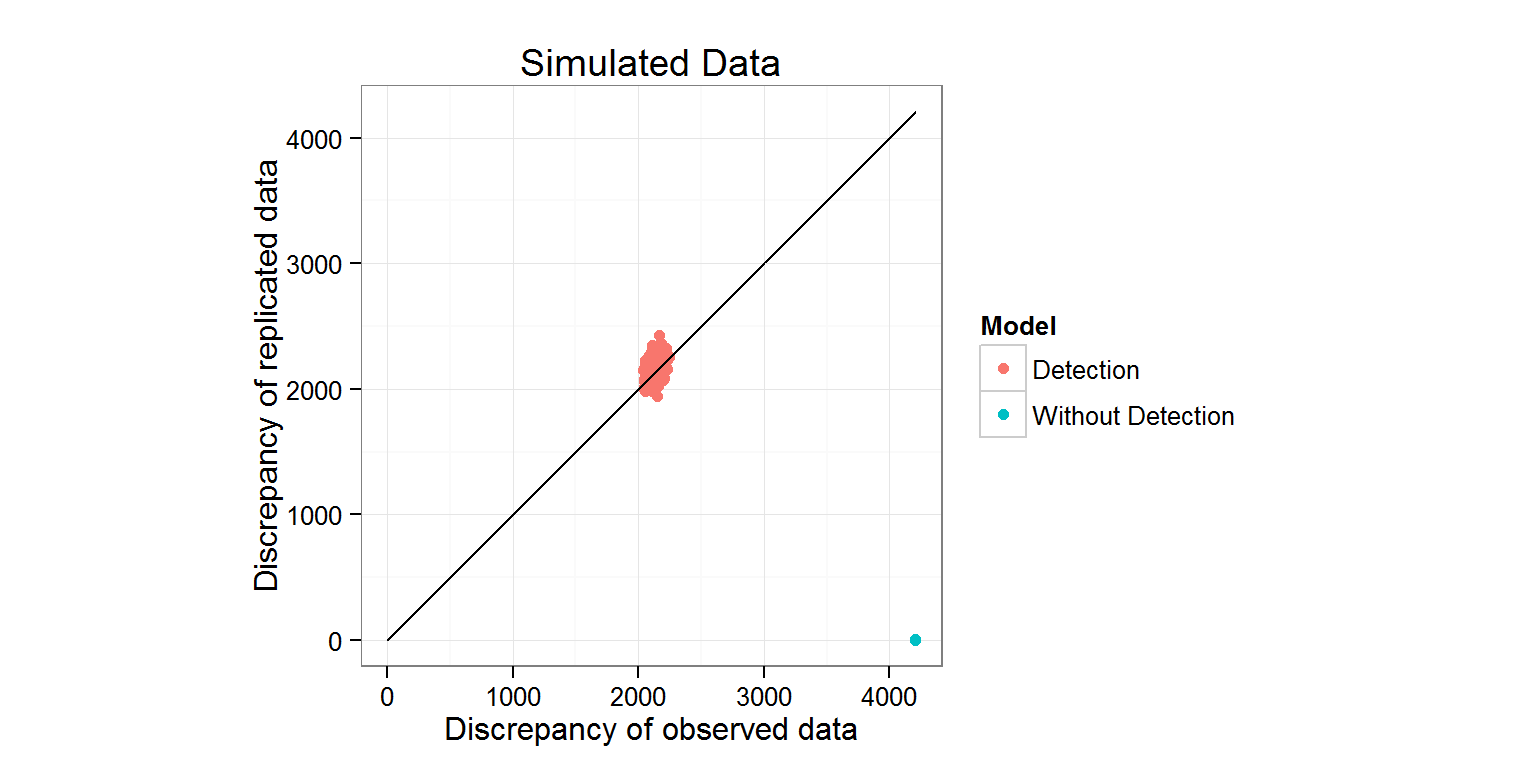 Simulated Data
Discrepancy of replicated data
4000
3000
2000
1000
0
0 1000 2000 3000 4000
Discrepancy of observed data
Model
Detection
Without Detection